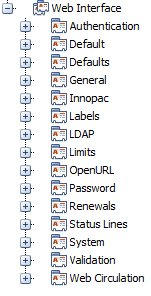 Web Interface
Authentication
Default
Defaults
General
Innopac
Labels
LDAP
Limits
OpenURL
Password
Renewals
Status Lines
System
Validation
Web Circulation